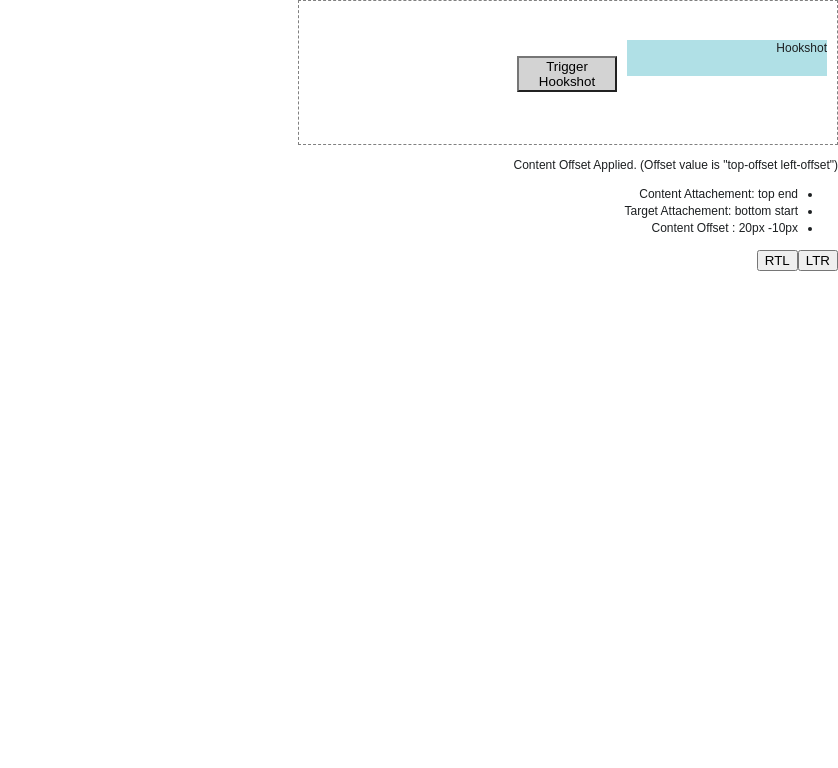 Hookshot
Trigger
Hookshot
Content Offset Applied. (Offset value is "top-offset left-offset")
Content Attachement: top end
Target Attachement: bottom start
Content Offset : 20px -10px
RTL LTR